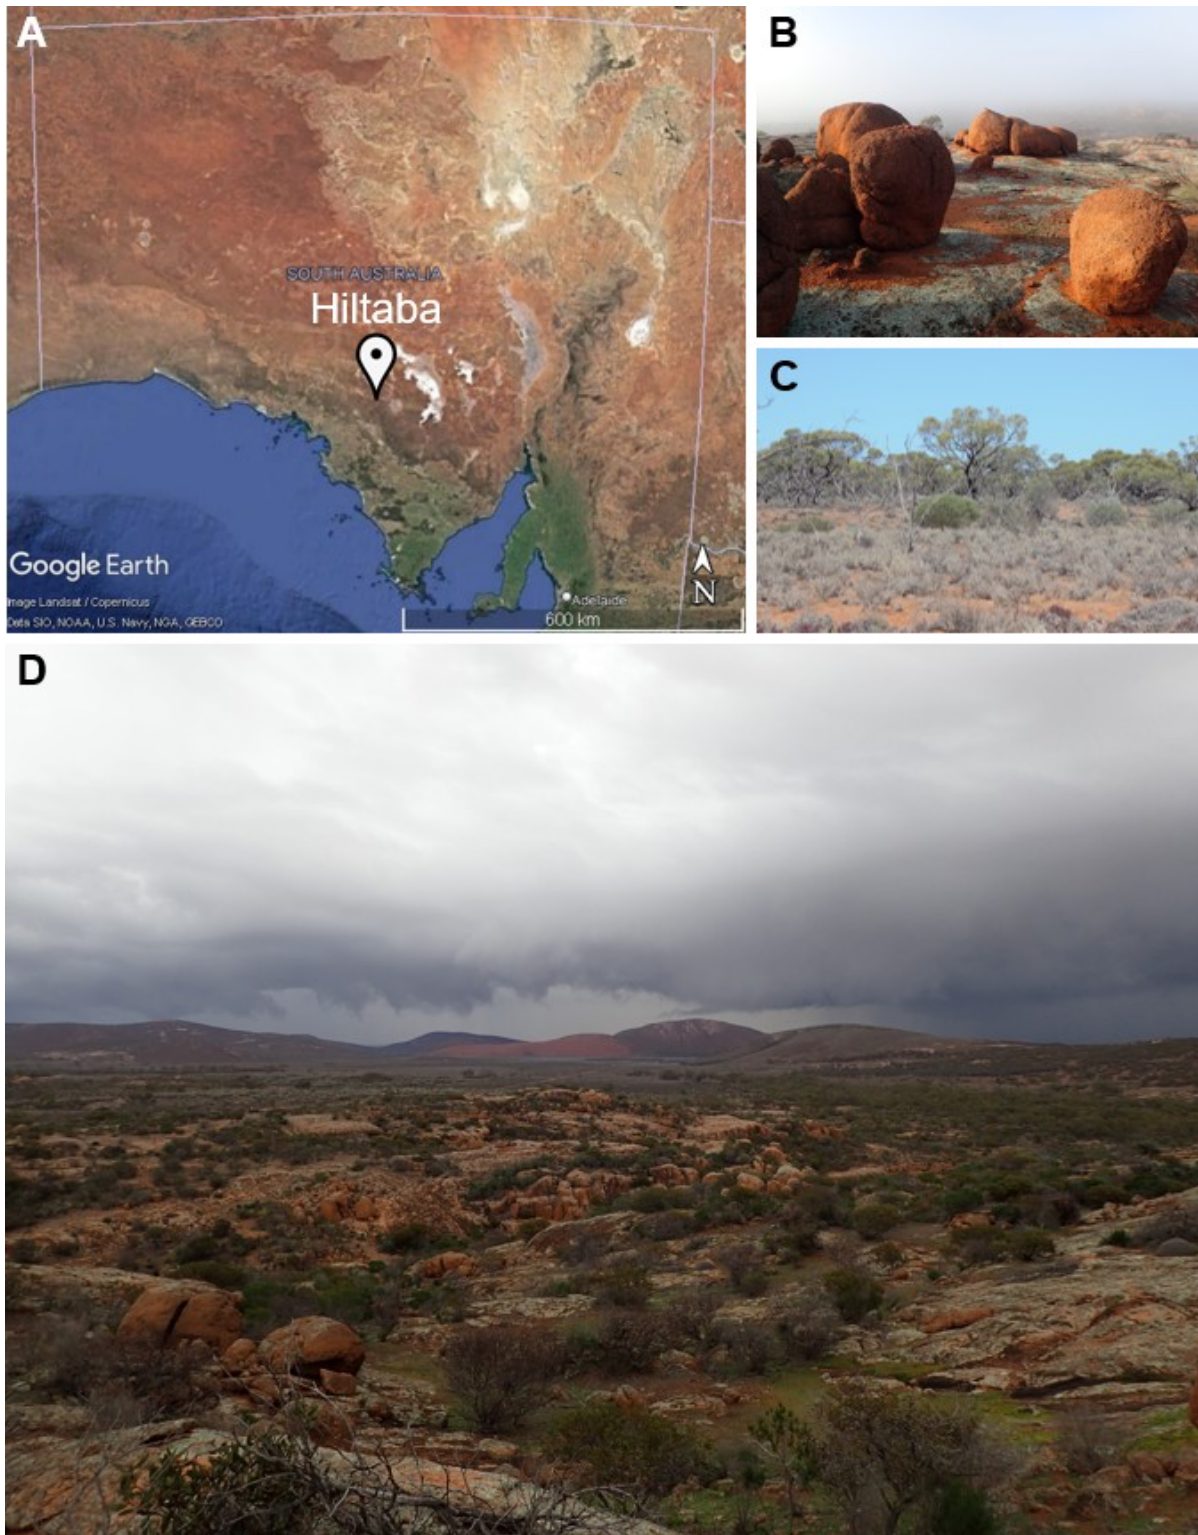 A
SOUTH AUSTRALIA
Hiltaba
Google Earth
Image Landsat / Copernicus
Data SIO, NOAA, U.S. Navy, NGA, GEBCO
N
Adelaide
600 km
B
C
D